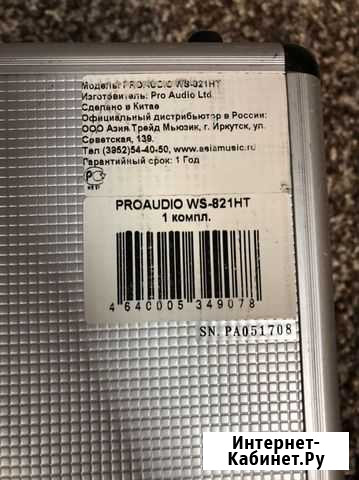 Модель: PROAUDIO WS-821HT
Изготовитель: Pro Audio Ltd
Сделано в Китае
Официальный дистрибьютор в России:
ООО Азия Трейд Мьюзик, г. Иркутск, ул.
Советская, 139.
Тел (3952)54-40-50, www.asiamusic.ru
Гарантийный срок: 1 Год
PROAUDIO WS-821HT
1 компл.
4 640005 349078
SN. PA051708
Интернет-
Кабинет.Ру